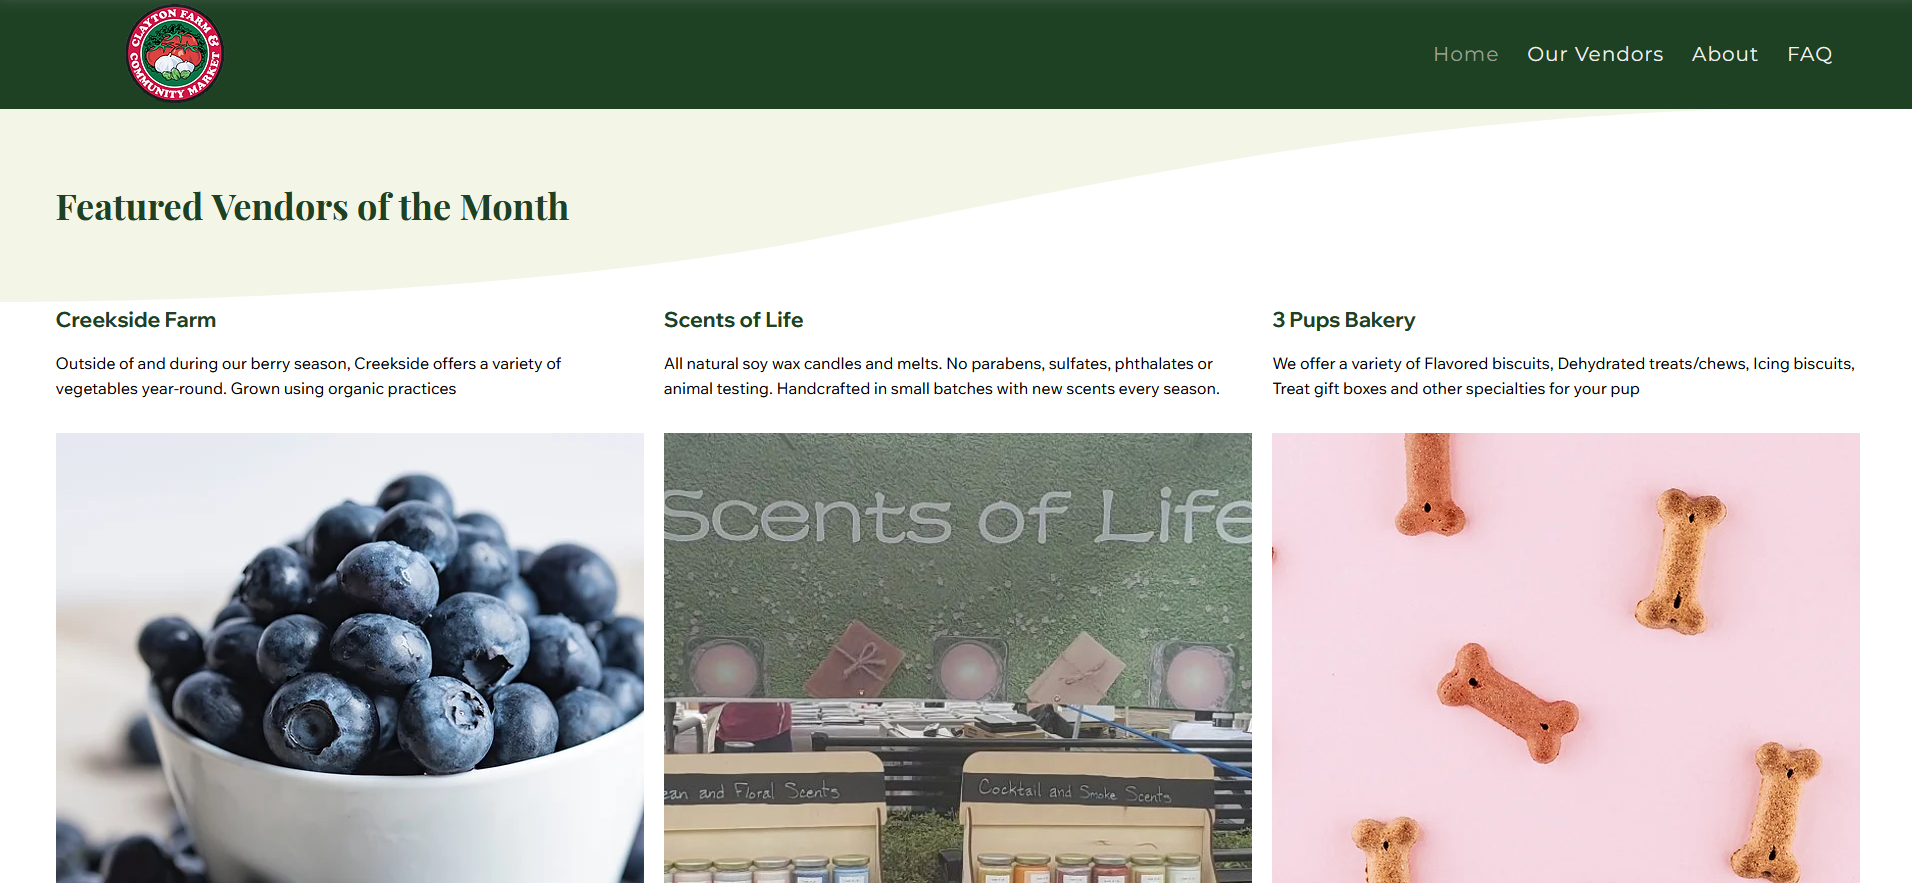 CLAYTON FARM &
COMMUNITY MARKET
Home
Our Vendors
About
FAQ
Featured Vendors of the Month
Creekside Farm
Outside of and during our berry season, Creekside offers a variety of
vegetables year-round. Grown using organic practices
Scents of Life
All natural soy wax candles and melts. No parabens, sulfates, phthalates or
animal testing. Handcrafted in small batches with new scents every season.
3 Pups Bakery
We offer a variety of Flavored biscuits, Dehydrated treats/chews, Icing biscuits,
Treat gift boxes and other specialties for your pup
Scents of Life
and Floral Scents
Cocktail and Smoke Scents